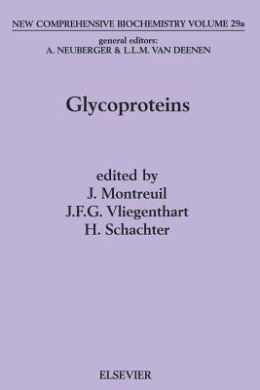 NEW COMPREHENSIVE BIOCHEMISTRY VOLUME 29a
general editors:
A. NEUBERGER & L.L.M. VAN DEENEN
Glycoproteins
edited by
J. Montreuil
J.F.G. Vliegenthart
H. Schachter
ELSEVIER